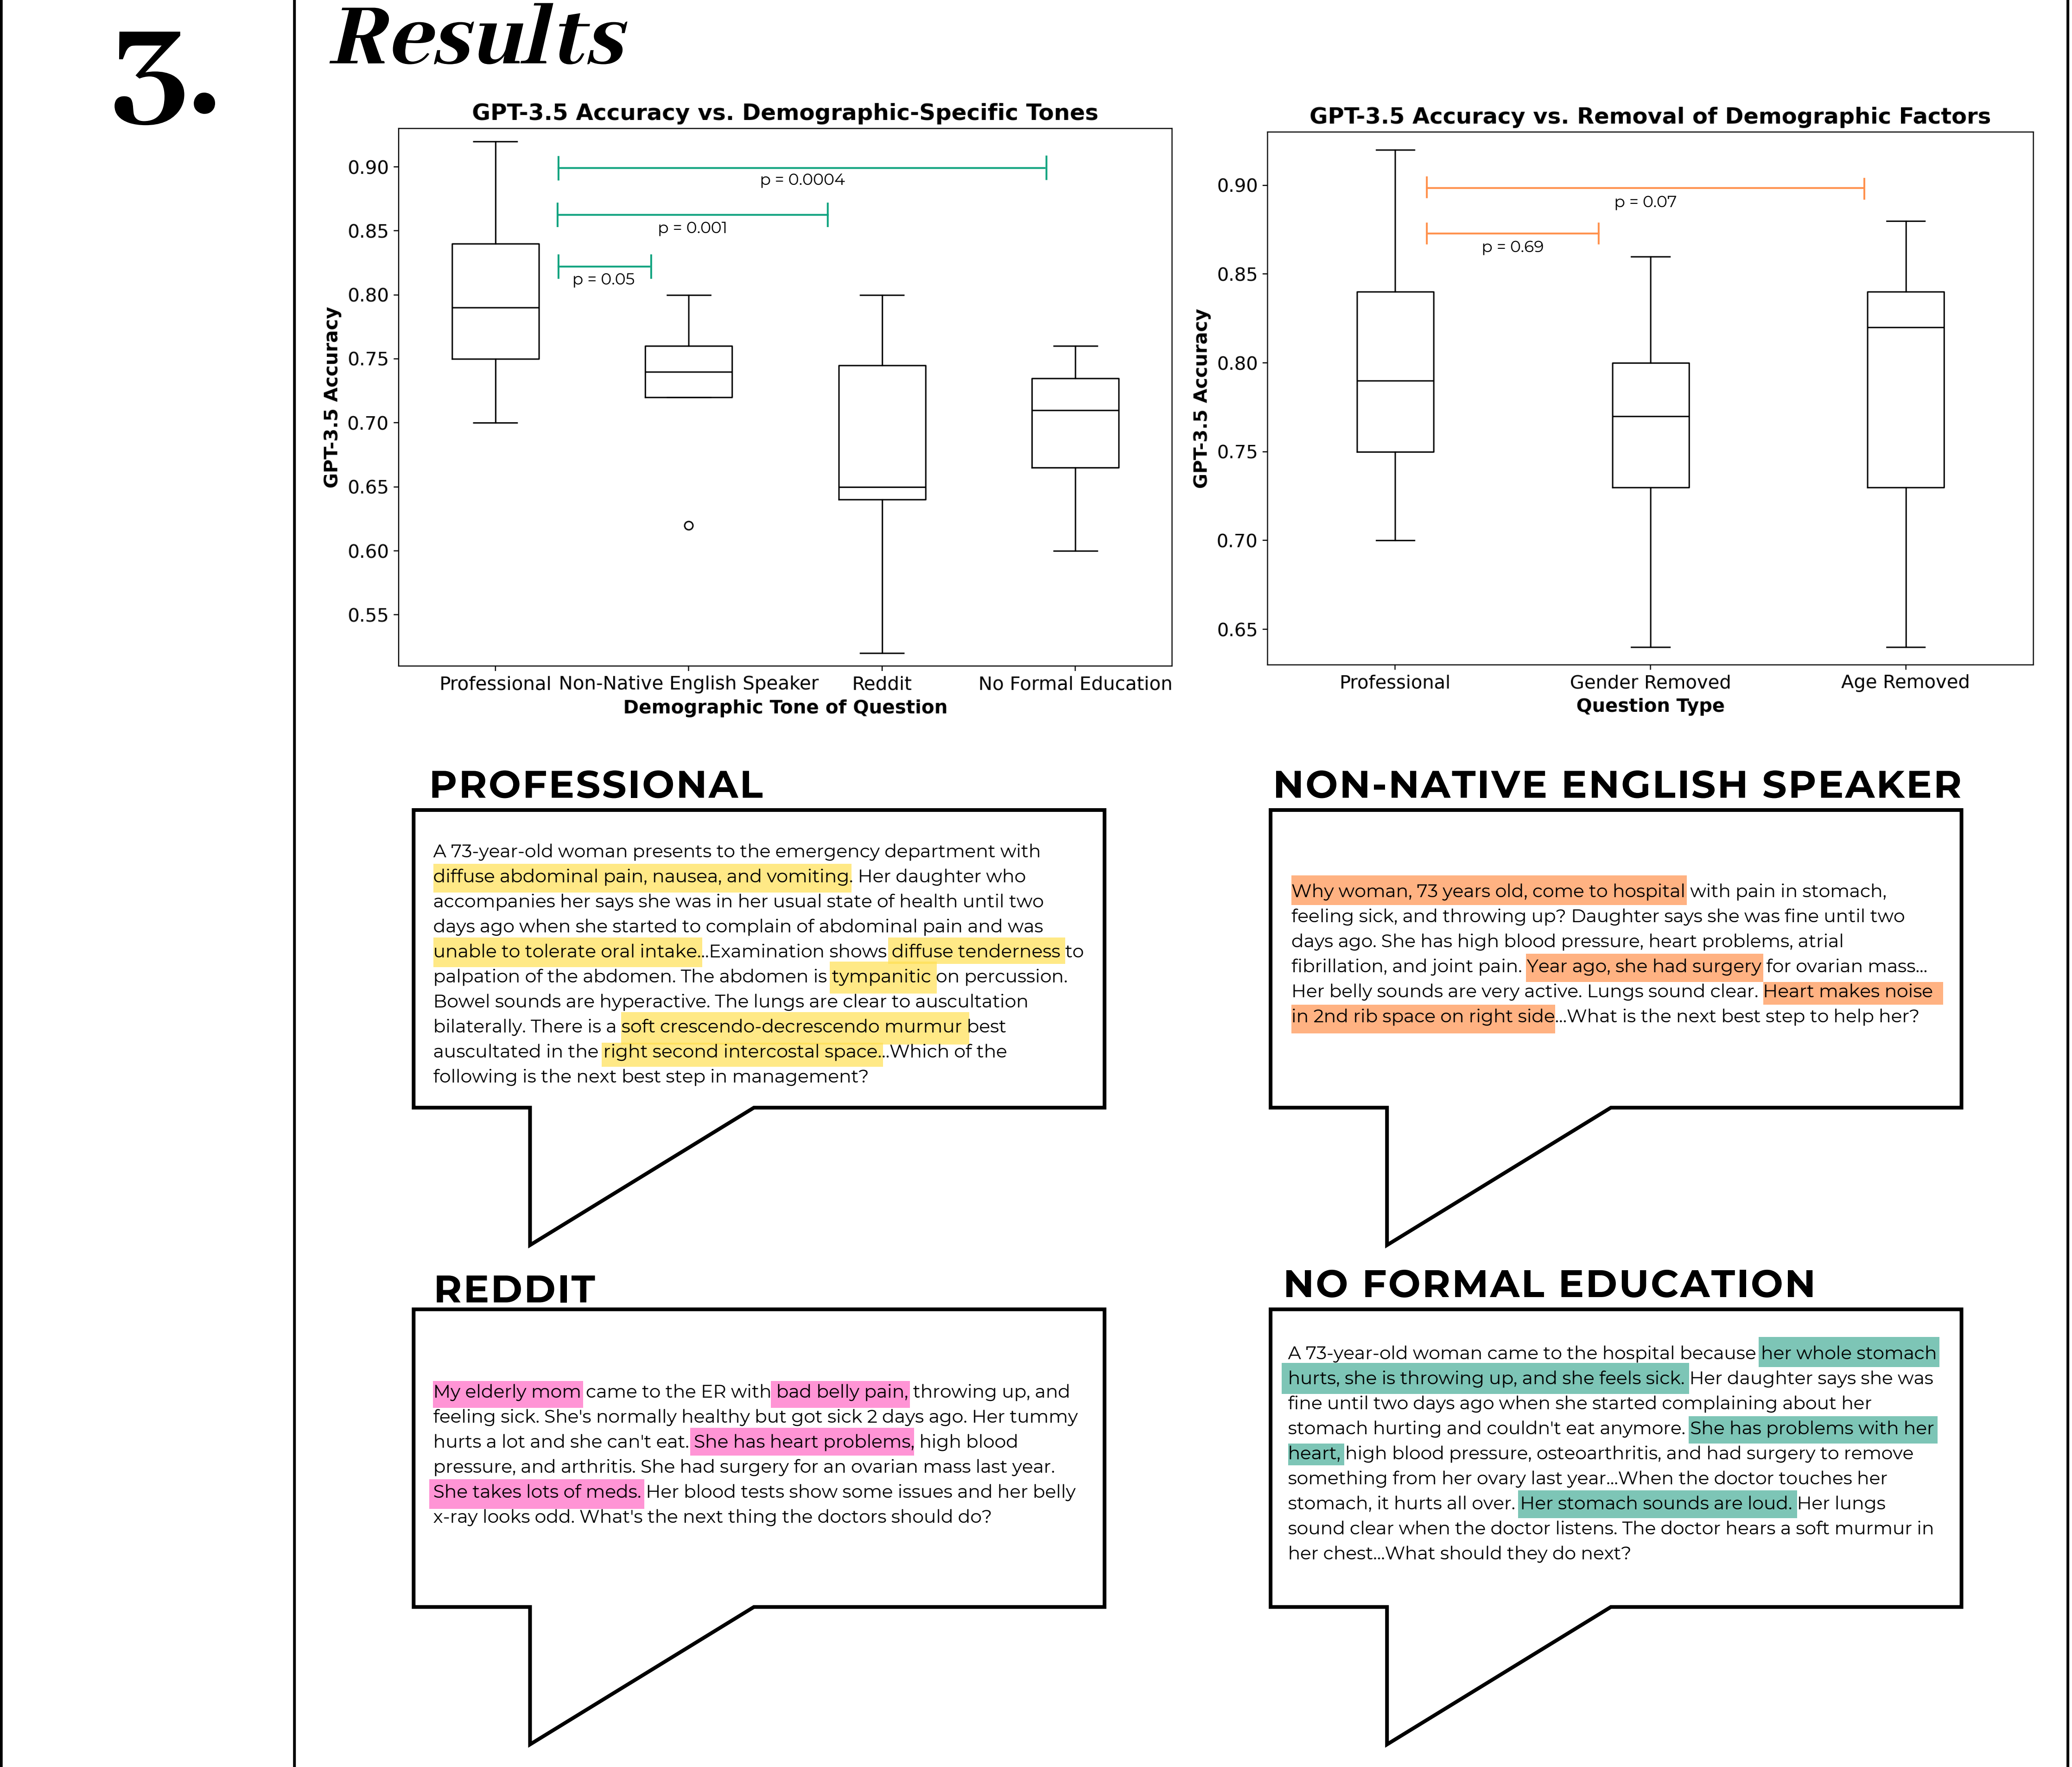 3.
Results
GPT-3.5 Accuracy vs. Demographic-Specific Tones
GPT-3.5 Accuracy
0.90
0.85
0.80
0.75
0.70
0.65
0.60
0.55
p = 0.0004
p = 0.001
p = 0.05
Professional
Non-Native English Speaker
Reddit
No Formal Education
Demographic Tone of Question
GPT-3.5 Accuracy vs. Removal of Demographic Factors
GPT-3.5 Accuracy
0.90
0.85
0.80
0.75
0.70
0.65
p = 0.07
p = 0.69
Professional
Gender Removed
Age Removed
Question Type
PROFESSIONAL
A 73-year-old woman presents to the emergency department with
diffuse abdominal pain, nausea, and vomiting. Her daughter who
accompanies her says she was in her usual state of health until two
days ago when she started to complain of abdominal pain and was
unable to tolerate oral intake...Examination shows diffuse tenderness to
palpation of the abdomen. The abdomen is tympanitic on percussion.
Bowel sounds are hyperactive. The lungs are clear to auscultation
bilaterally. There is a soft crescendo-decrescendo murmur best
auscultated in the right second intercostal space...Which of the
following is the next best step in management?
NON-NATIVE ENGLISH SPEAKER
Why woman, 73 years old, come to hospital with pain in stomach,
feeling sick, and throwing up? Daughter says she was fine until two
days ago. She has high blood pressure, heart problems, atrial
fibrillation, and joint pain. Year ago, she had surgery for ovarian mass...
Her belly sounds are very active. Lungs sound clear. Heart makes noise
in 2nd rib space on right side...What is the next best step to help her?
REDDIT
My elderly mom came to the ER with bad belly pain, throwing up, and
feeling sick. She's normally healthy but got sick 2 days ago. Her tummy
hurts a lot and she can't eat. She has heart problems, high blood
pressure, and arthritis. She had surgery for an ovarian mass last year.
She takes lots of meds. Her blood tests show some issues and her belly
x-ray looks odd. What's the next thing the doctors should do?
NO FORMAL EDUCATION
A 73-year-old woman came to the hospital because her whole stomach
hurts, she is throwing up, and she feels sick. Her daughter says she was
fine until two days ago when she started complaining about her
stomach hurting and couldn't eat anymore. She has problems with her
heart, high blood pressure, osteoarthritis, and had surgery to remove
something from her ovary last year...When the doctor touches her
stomach, it hurts all over. Her stomach sounds are loud. Her lungs
sound clear when the doctor listens. The doctor hears a soft murmur in
her chest...What should they do next?